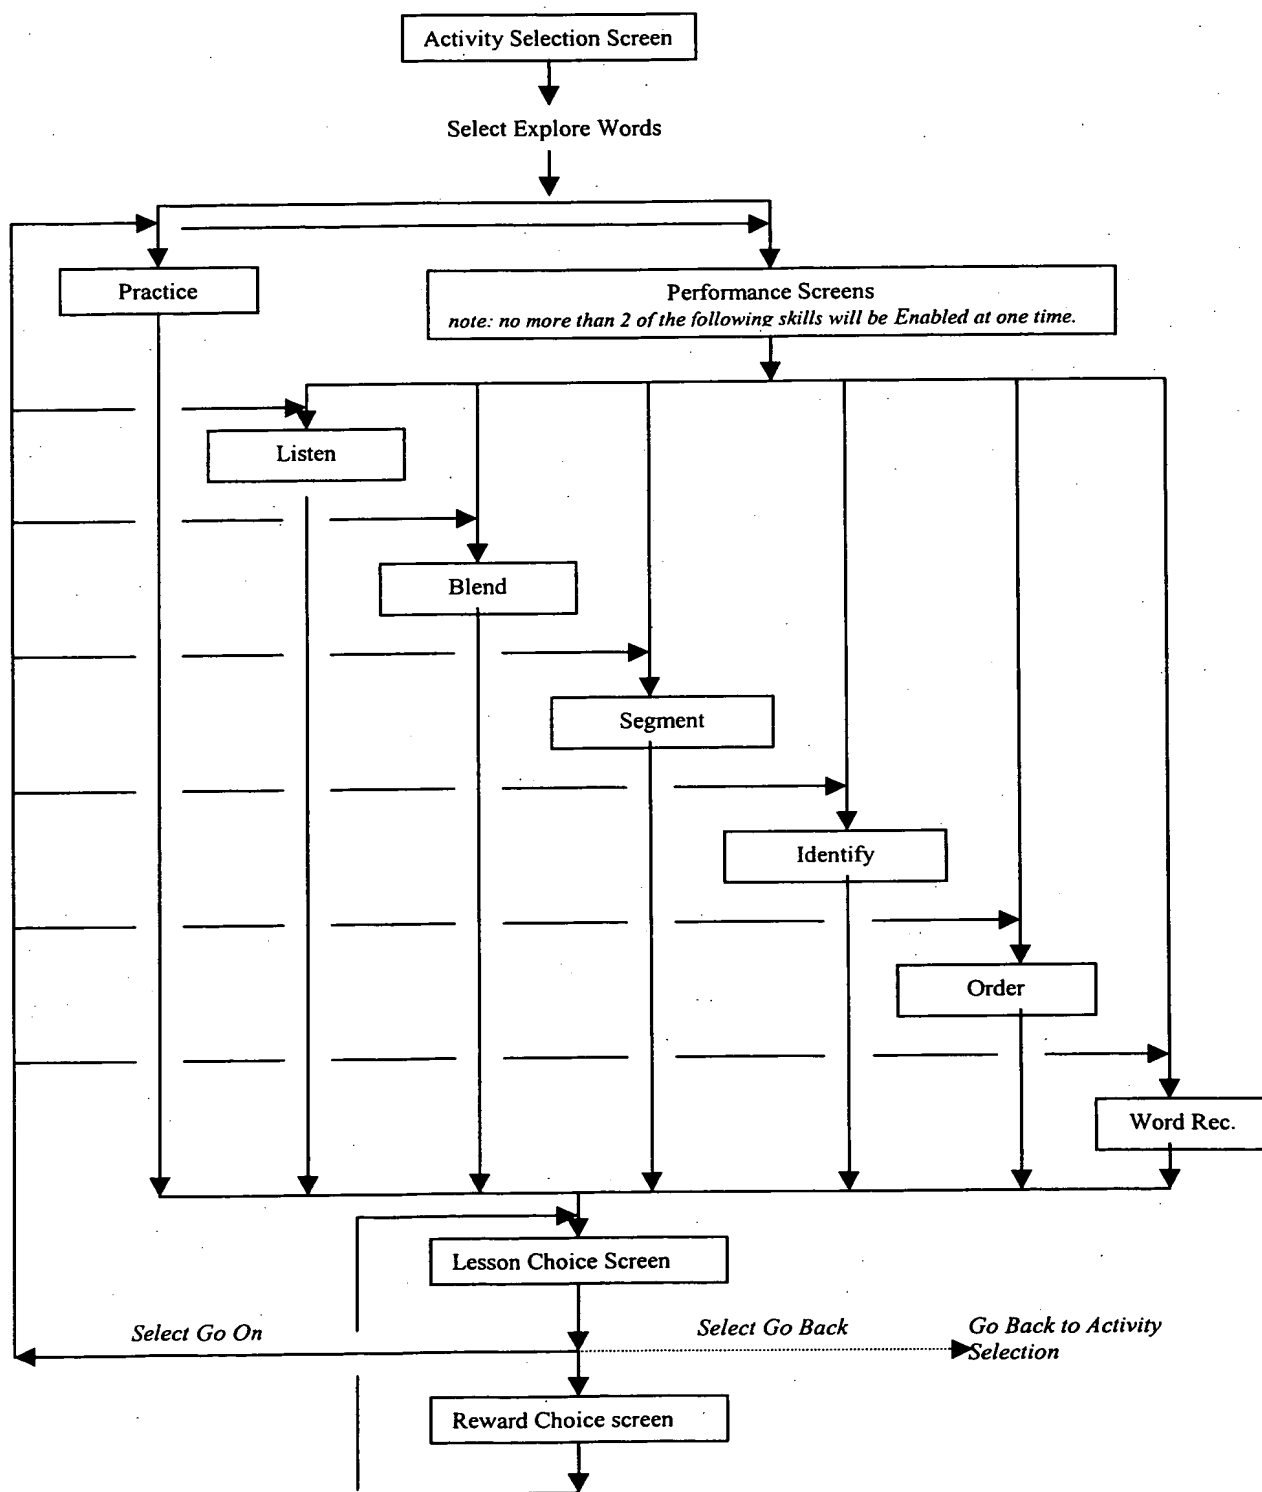 Activity Selection Screen
Select Explore Words
Practice
Performance Screens
note: no more than 2 of the following skills will be Enabled at one time.
Listen
Blend
Segment
Identify
Order
Word Rec.
Lesson Choice Screen
Select Go On
Select Go Back
Go Back to Activity
Selection
Reward Choice screen